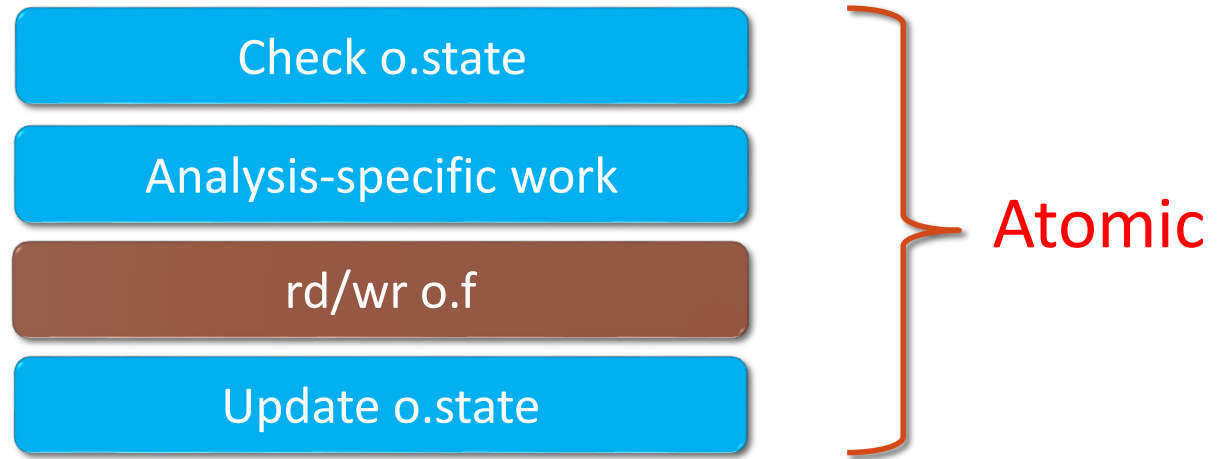 Check o.state
Analysis-specific work
rd/wr o.f
Update o.state
Atomic